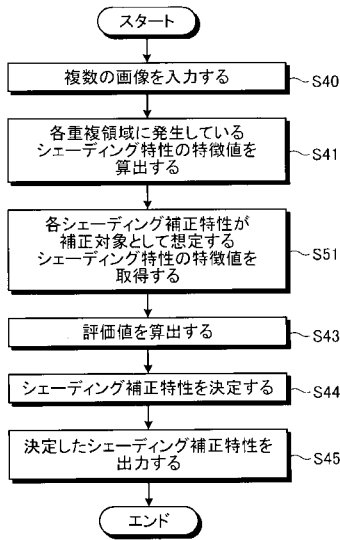 スタート
複数の画像を入力する
S40
各重複領域に発生している
シェーディング特性の特徴値を
算出する
S41
各シェーディング補正特性が
補正対象として想定する
シェーディング特性の特徴値を
取得する
S51
評価値を算出する
S43
シェーディング補正特性を決定する
S44
決定したシェーディング補正特性を
出力する
S45
エンド